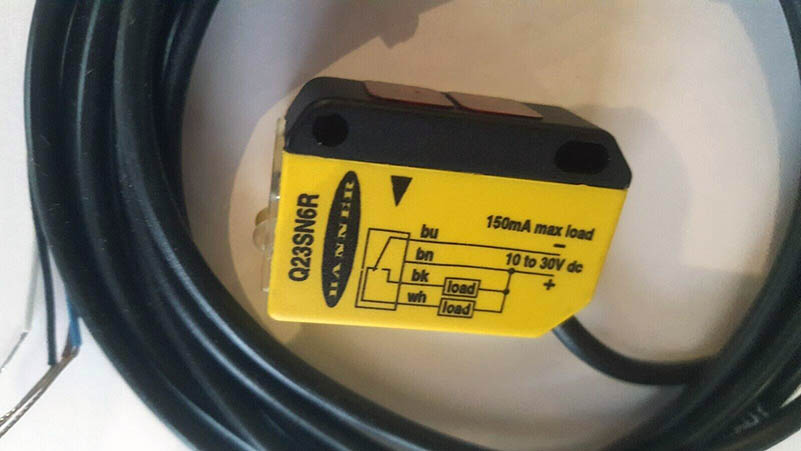 Q23SN6R
BANNER
150mA max load
bu
–
bn
10 to 30V dc
+
bk
load
wh
load